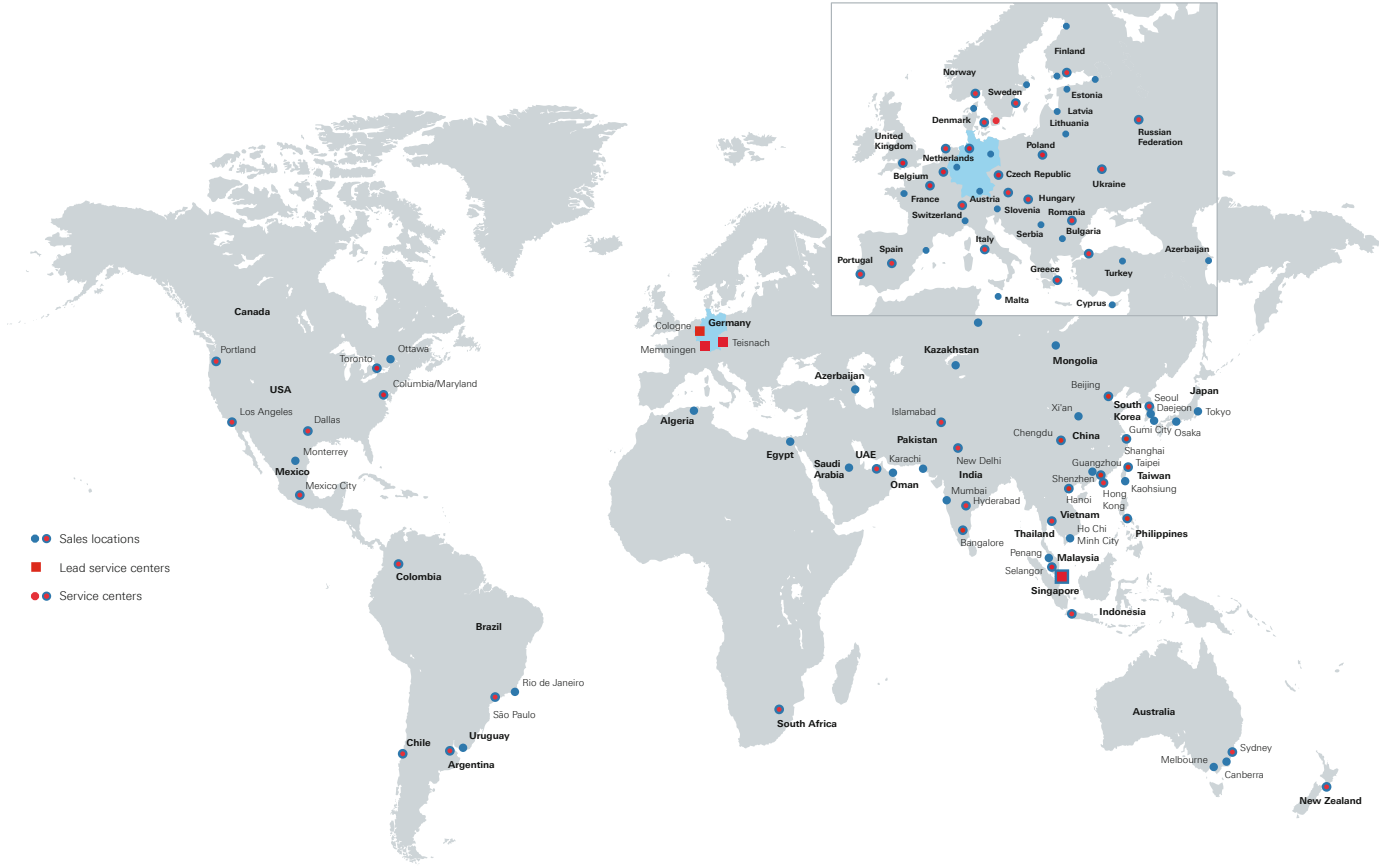 Finland
Norway
Sweden
Estonia
Latvia
Denmark
Lithuania
Russian
Federation
United
Kingdom
Poland
Netherlands
Belgium
Czech Republic
Ukraine
France
Austria
Hungary
Switzerland
Slovenia
Romania
Serbia
Bulgaria
Italy
Spain
Azerbaijan
Portugal
Greece
Turkey
Malta
Cyprus
Canada
Cologne
Germany
Memmingen
Teisnach
Portland
Toronto
Ottawa
USA
Columbia/Maryland
Los Angeles
Dallas
Monterrey
Mexico
Mexico City
Kazakhstan
Mongolia
Azerbaijan
Beijing
Japan
Seoul
South
Korea
Daejeon
Tokyo
Algeria
Islamabad
Xi'an
Gumi City
Osaka
Pakistan
Chengdu
China
Shanghai
Egypt
UAE
Karachi
New Delhi
Guangzhou
Taipei
Saudi
Arabia
Oman
India
Shenzhen
Taiwan
Kaohsiung
Mumbai
Hyderabad
Hanoi
Hong
Kong
Vietnam
Bangalore
Thailand
Ho Chi
Minh City
Philippines
Penang
Malaysia
Selangor
Singapore
Indonesia
Sales locations
Lead service centers
Service centers
Colombia
Brazil
Rio de Janeiro
São Paulo
Uruguay
Chile
Argentina
South Africa
Australia
Sydney
Melbourne
Canberra
New Zealand